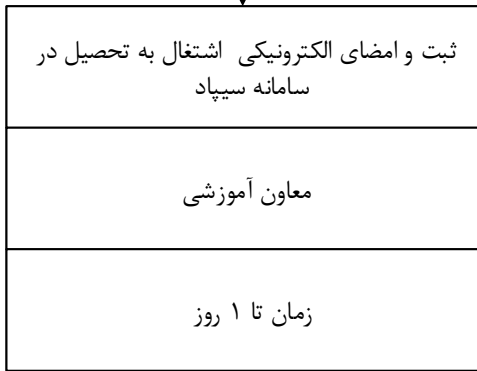 ثبت و امضای الکترونیکی اشتغال به تحصیل در
سامانه سیپاد
معاون آموزشی
زمان تا ۱ روز